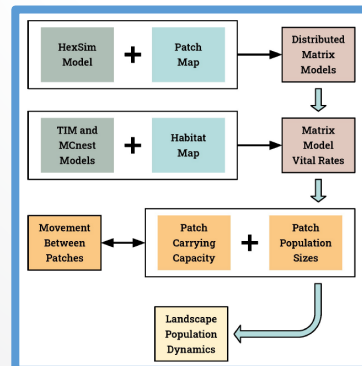 HexSim
Model
+
Patch
Map
Distributed
Matrix
Models
TIM and
MCnest
Models
+
Habitat
Map
Matrix
Model
Vital Rates
Movement
Between
Patches
Patch
Carrying
Capacity
+
Patch
Population
Sizes
Landscape
Population
Dynamics